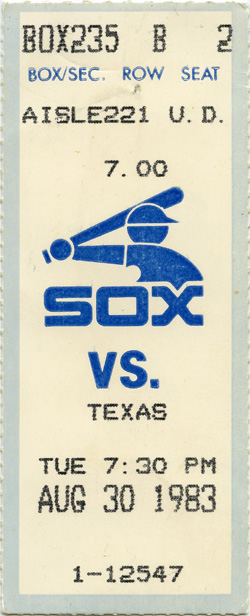 BOX235 B 2
BOX/SEC. ROW SEAT
AISLE221 U.D.
7.00
SOX
VS.
TEXAS
TUE 7:30 PM
AUG 30 1983
1-12547